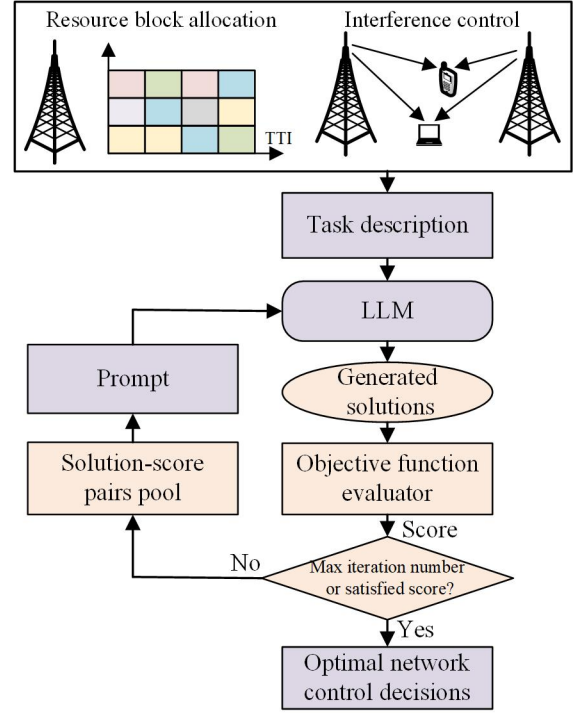 Resource block allocation
Interference control
TTI
Task description
LLM
Prompt
Generated
solutions
Solution-score
pairs pool
Objective function
evaluator
Score
No
Max iteration number
or satisfied score?
Yes
Optimal network
control decisions